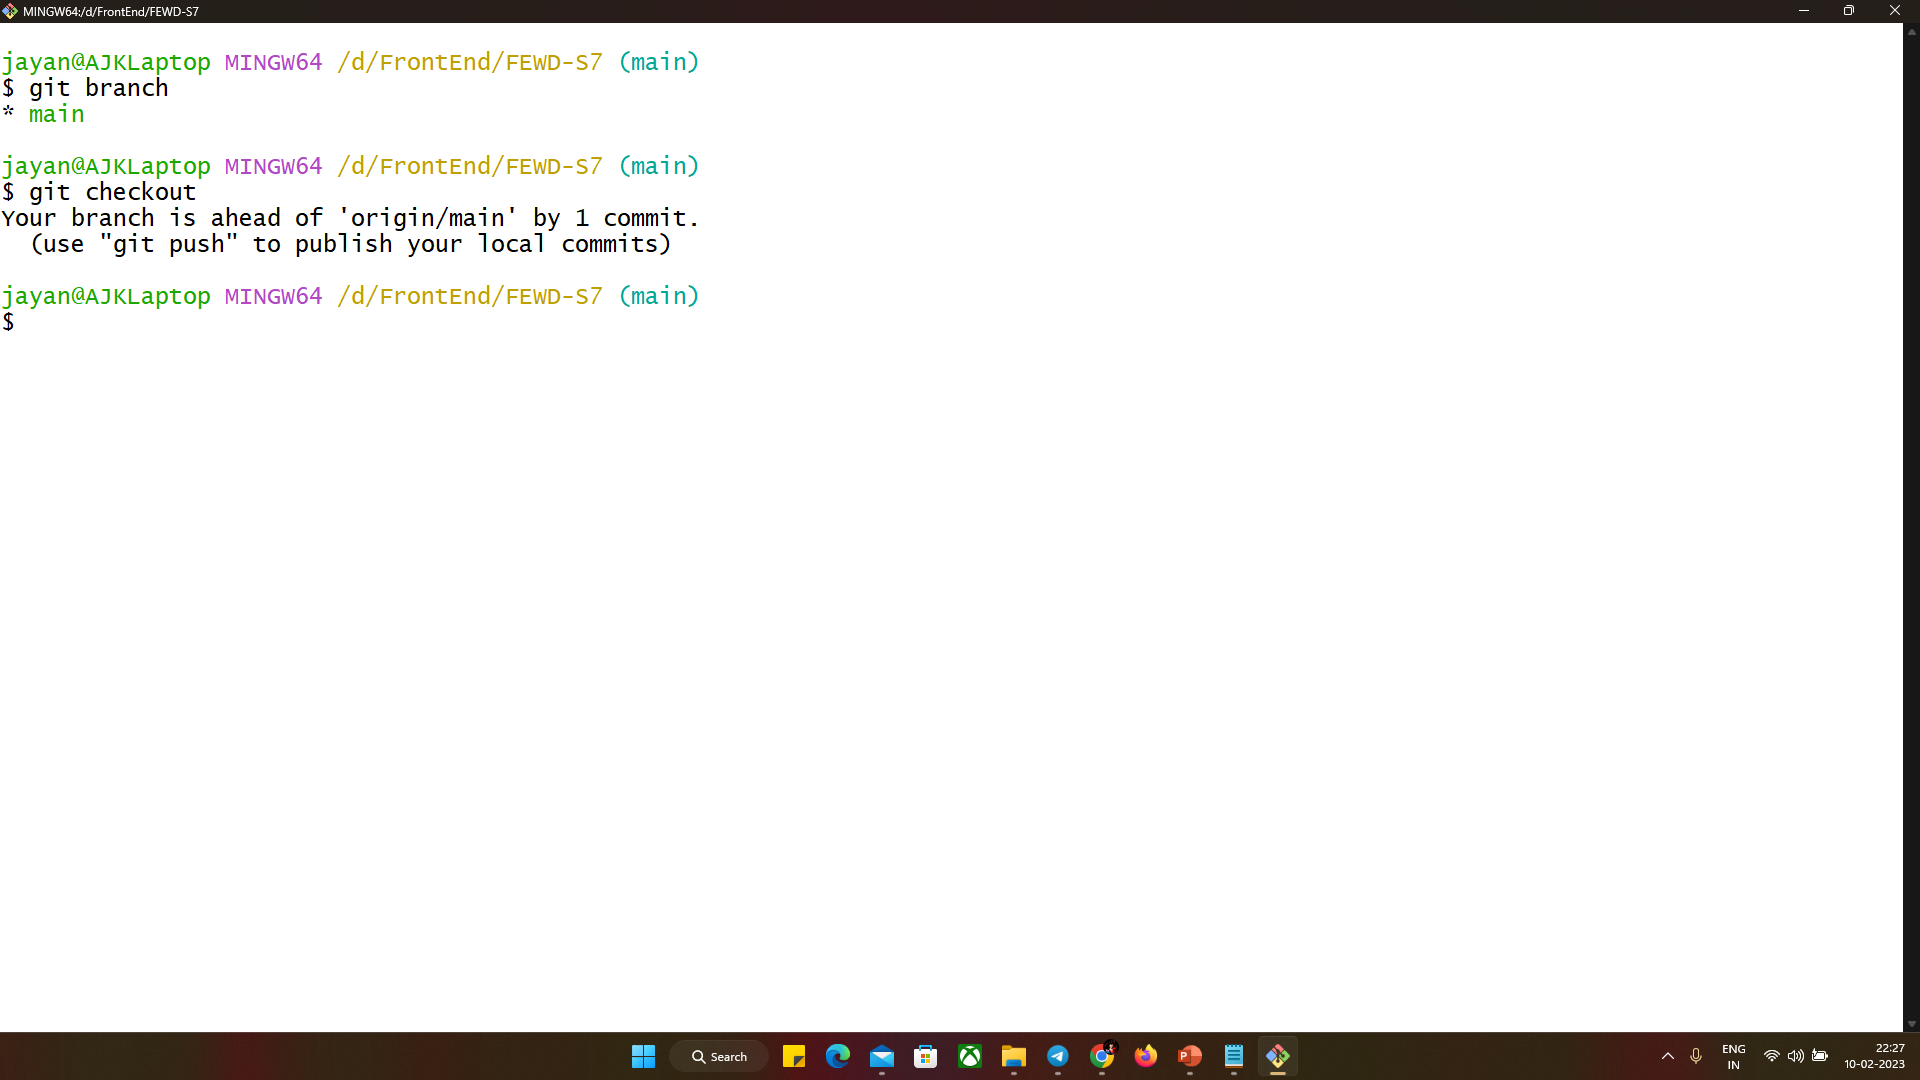 MINGW64:/d/FrontEnd/FEWD-S7
jayan@AJKLaptop MINGW64 /d/FrontEnd/FEWD-S7 (main)
$ git branch
* main
jayan@AJKLaptop MINGW64 /d/FrontEnd/FEWD-S7 (main)
$ git checkout
Your branch is ahead of 'origin/main' by 1 commit.
  (use "git push" to publish your local commits)
jayan@AJKLaptop MINGW64 /d/FrontEnd/FEWD-S7 (main)
$
Search
P
ENG
IN
22:27
10-02-2023